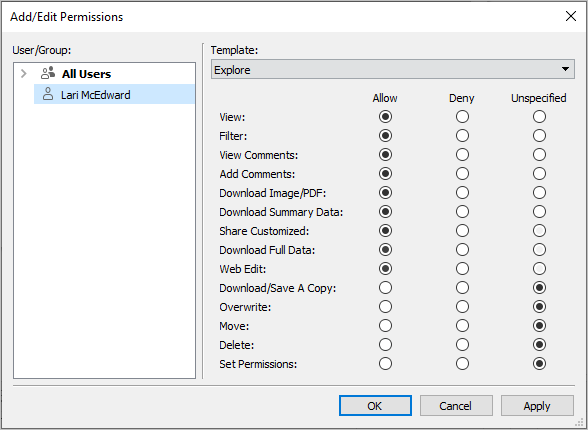 Add/Edit Permissions
User/Group:
All Users
Lari McEdward
Template:
Explore
Allow Deny Unspecified
View:
Filter:
View Comments:
Add Comments:
Download Image/PDF:
Download Summary Data:
Share Customized:
Download Full Data:
Web Edit:
Download/Save A Copy:
Overwrite:
Move:
Delete:
Set Permissions:
OK Cancel Apply